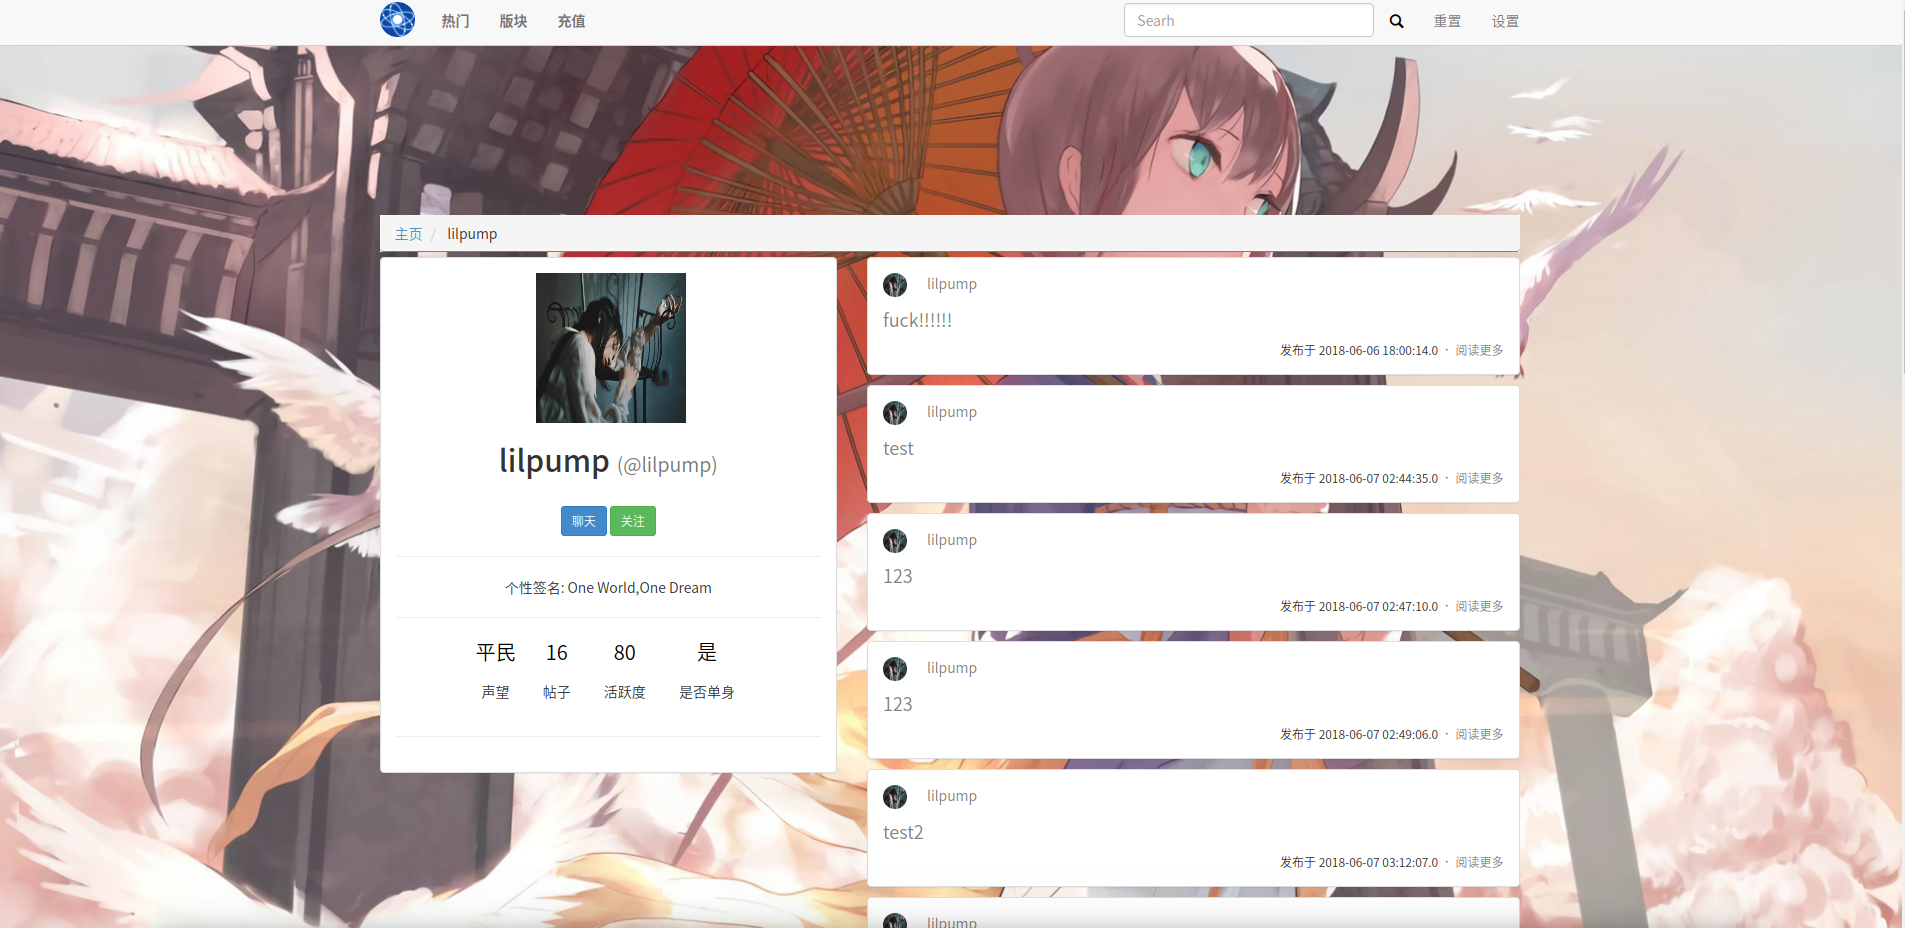 热门 版块 充值 Searh 重置 设置
主页 / lilpump
lilpump (@lilpump)
聊天 关注
个性签名: One World,One Dream
平民 16 80 是
声望 帖子 活跃度 是否单身
lilpump
fuck!!!!!!
发布于 2018-06-06 18:00:14.0 · 阅读更多
lilpump
test
发布于 2018-06-07 02:44:35.0 · 阅读更多
lilpump
123
发布于 2018-06-07 02:47:10.0 · 阅读更多
lilpump
123
发布于 2018-06-07 02:49:06.0 · 阅读更多
lilpump
test2
发布于 2018-06-07 03:12:07.0 · 阅读更多
lilpump